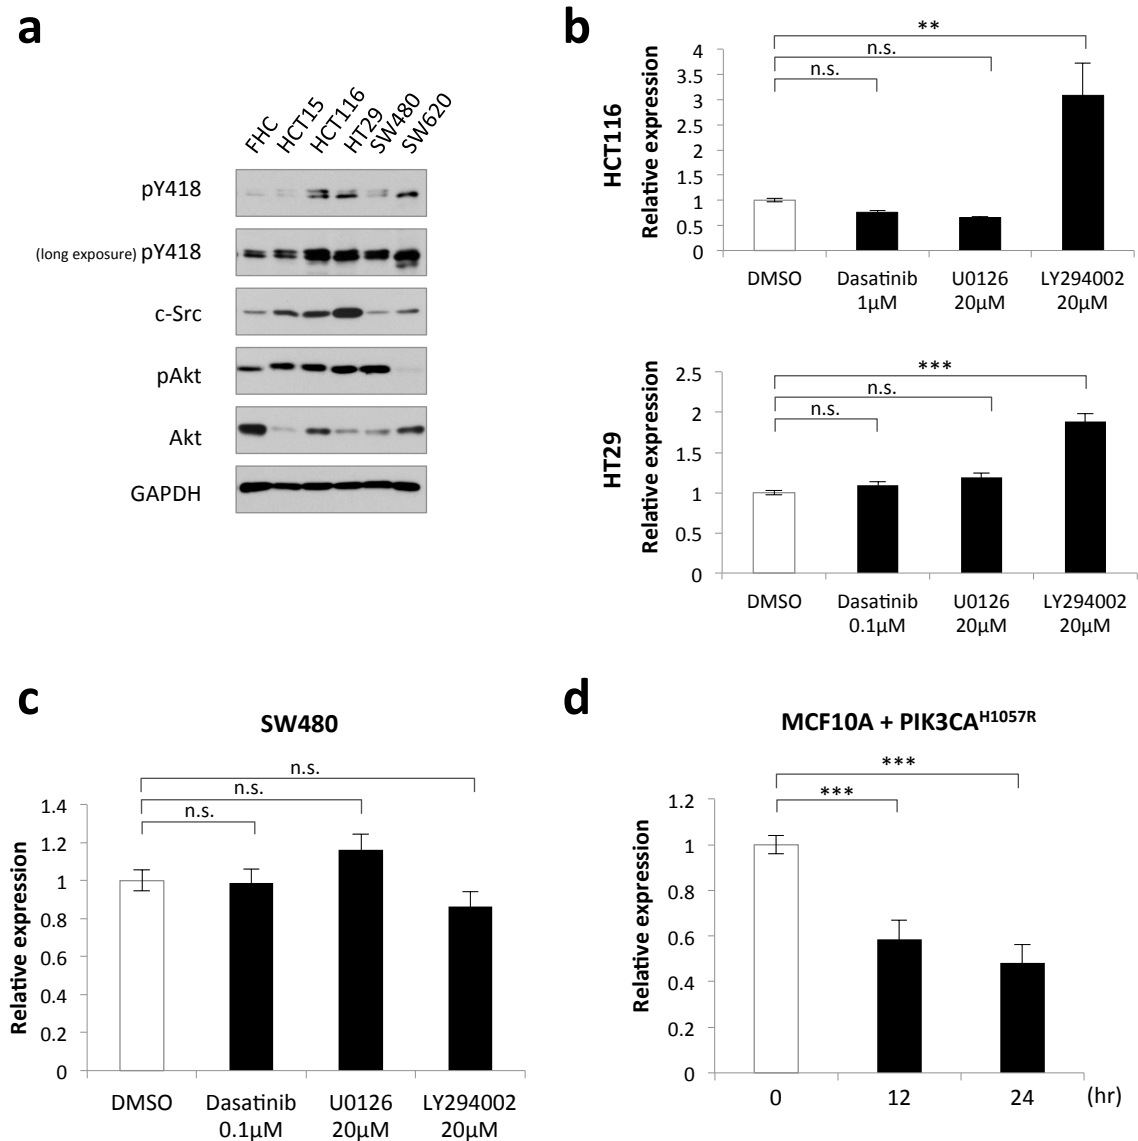 a
FHC
HCT15
HCT116
HT29
SW480
SW620
pY418
(long exposure) pY418
c-Src
pAkt
Akt
GAPDH
b
HCT116
Relative expression
4
3.5
3
2.5
2
1.5
1
0.5
0
**
n.s.
n.s.
DMSO
Dasatinib
1μM
U0126
20μM
LY294002
20μM
HT29
Relative expression
2.5
2
1.5
1
0.5
0
***
n.s.
n.s.
DMSO
Dasatinib
0.1μM
U0126
20μM
LY294002
20μM
c
SW480
Relative expression
1.4
1.2
1
0.8
0.6
0.4
0.2
0
n.s.
n.s.
n.s.
DMSO
Dasatinib
0.1μM
U0126
20μM
LY294002
20μM
d
MCF10A + PIK3CA^H1057R
Relative expression
1.2
1
0.8
0.6
0.4
0.2
0
***
***
0
12
24
(hr)